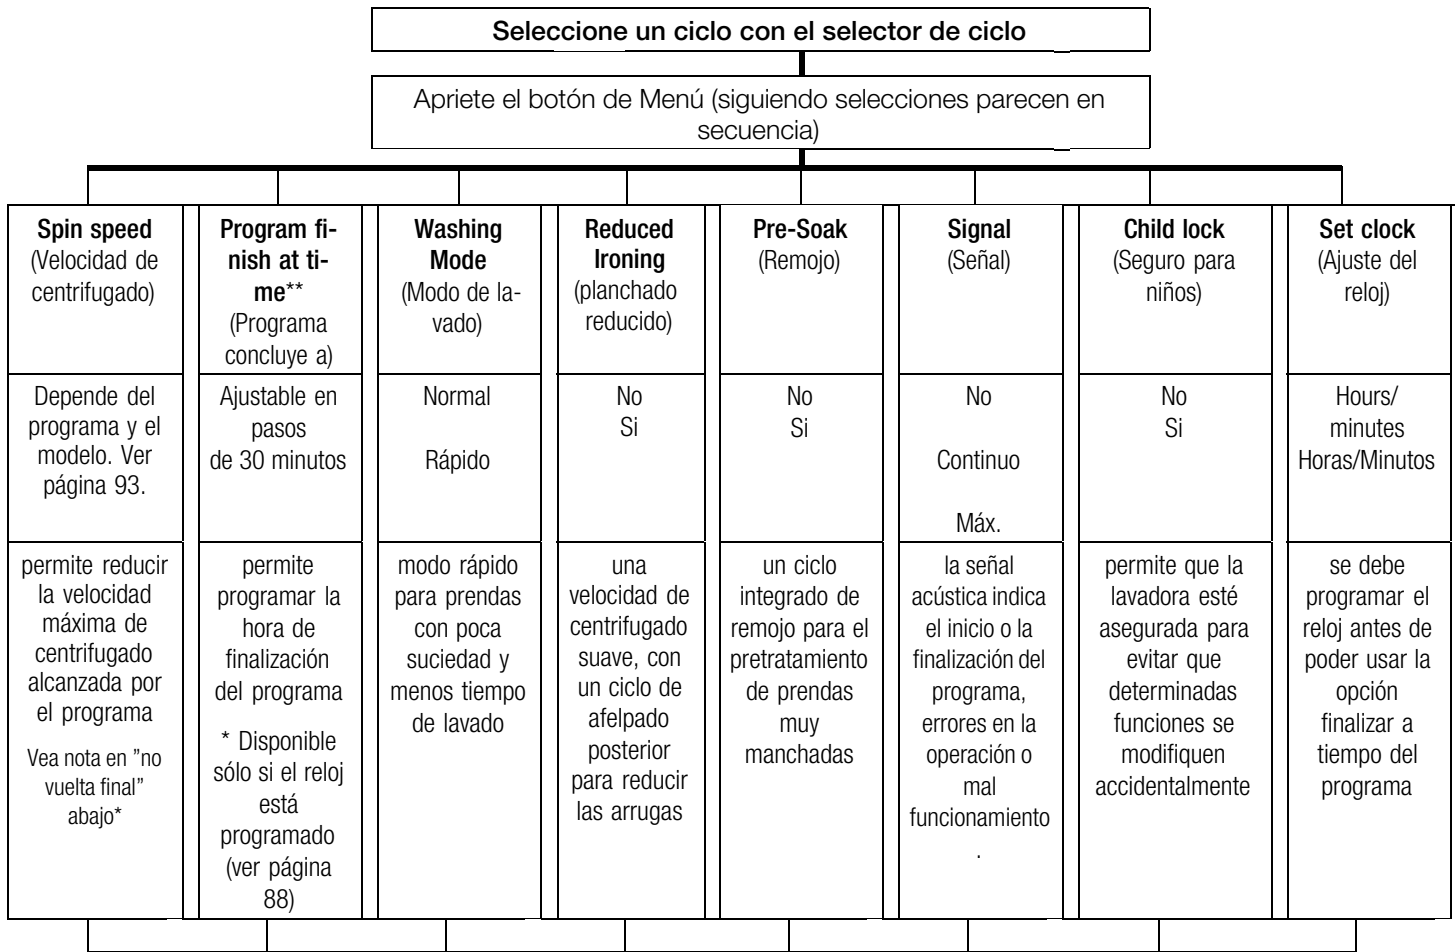 Seleccione un ciclo con el selector de ciclo
Apriete el botón de Menú (siguiendo selecciones parecen en
secuencia)
Spin speed
(Velocidad de
centrifugado)
Program fi-
nish at ti-
me**
(Programa
concluye a)
Washing
Mode
(Modo de la-
vado)
Reduced
Ironing
(planchado
reducido)
Pre-Soak
(Remojo)
Signal
(Señal)
Child lock
(Seguro para
niños)
Set clock
(Ajuste del
reloj)
Depende del
programa y el
modelo. Ver
página 93.
Ajustable en
pasos
de 30 minutos
Normal
Rápido
No
Si
No
Si
No
Continuo
Máx.
No
Si
Hours/
minutes
Horas/Minutos
permite reducir
la velocidad
máxima de
centrifugado
alcanzada por
el programa
Vea nota en "no
vuelta final"
abajo*
permite
programar la
hora de
finalización
del programa
* Disponible
sólo si el reloj
está
programado
(ver página
88)
modo rápido
para prendas
con poca
suciedad y
menos tiempo
de lavado
una
velocidad de
centrifugado
suave, con
un ciclo de
afelpado
posterior
para reducir
las arrugas
un ciclo
integrado de
remojo para el
pretratamiento
de prendas
muy
manchadas
la señal
acústica indica
el inicio o la
finalización del
programa,
errores en la
operación o
mal
funcionamiento
.
permite que la
lavadora esté
asegurada para
evitar que
determinadas
funciones se
modifiquen
accidentalmente
se debe
programar el
reloj antes de
poder usar la
opción
finalizar a
tiempo del
programa